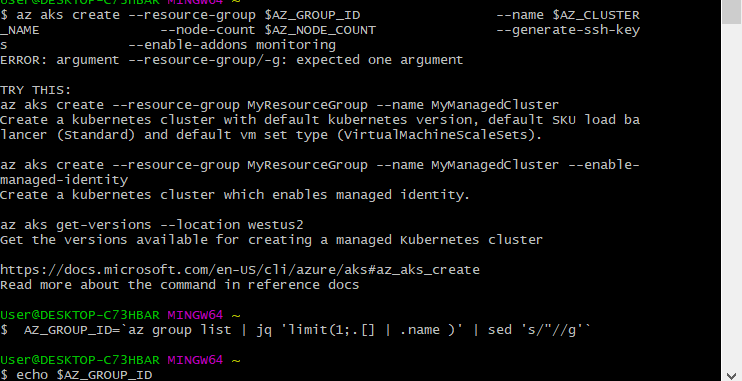 User@DESKTOP-C73HBAR MINGW64 ~
$ az aks create --resource-group $AZ_GROUP_ID                 --name $AZ_CLUSTER
_NAME                --node-count $AZ_NODE_COUNT               --generate-ssh-key
s               --enable-addons monitoring
ERROR: argument --resource-group/-g: expected one argument

TRY THIS:
az aks create --resource-group MyResourceGroup --name MyManagedCluster
Create a kubernetes cluster with default kubernetes version, default SKU load ba
lancer (Standard) and default vm set type (VirtualMachineScaleSets).

az aks create --resource-group MyResourceGroup --name MyManagedCluster --enable-
managed-identity
Create a kubernetes cluster which enables managed identity.

az aks get-versions --location westus2
Get the versions available for creating a managed Kubernetes cluster

https://docs.microsoft.com/en-US/cli/azure/aks#az_aks_create
Read more about the command in reference docs

User@DESKTOP-C73HBAR MINGW64 ~
$  AZ_GROUP_ID=`az group list | jq 'limit(1;.[] | .name )' | sed 's/"//g'`

User@DESKTOP-C73HBAR MINGW64 ~
$ echo $AZ_GROUP_ID